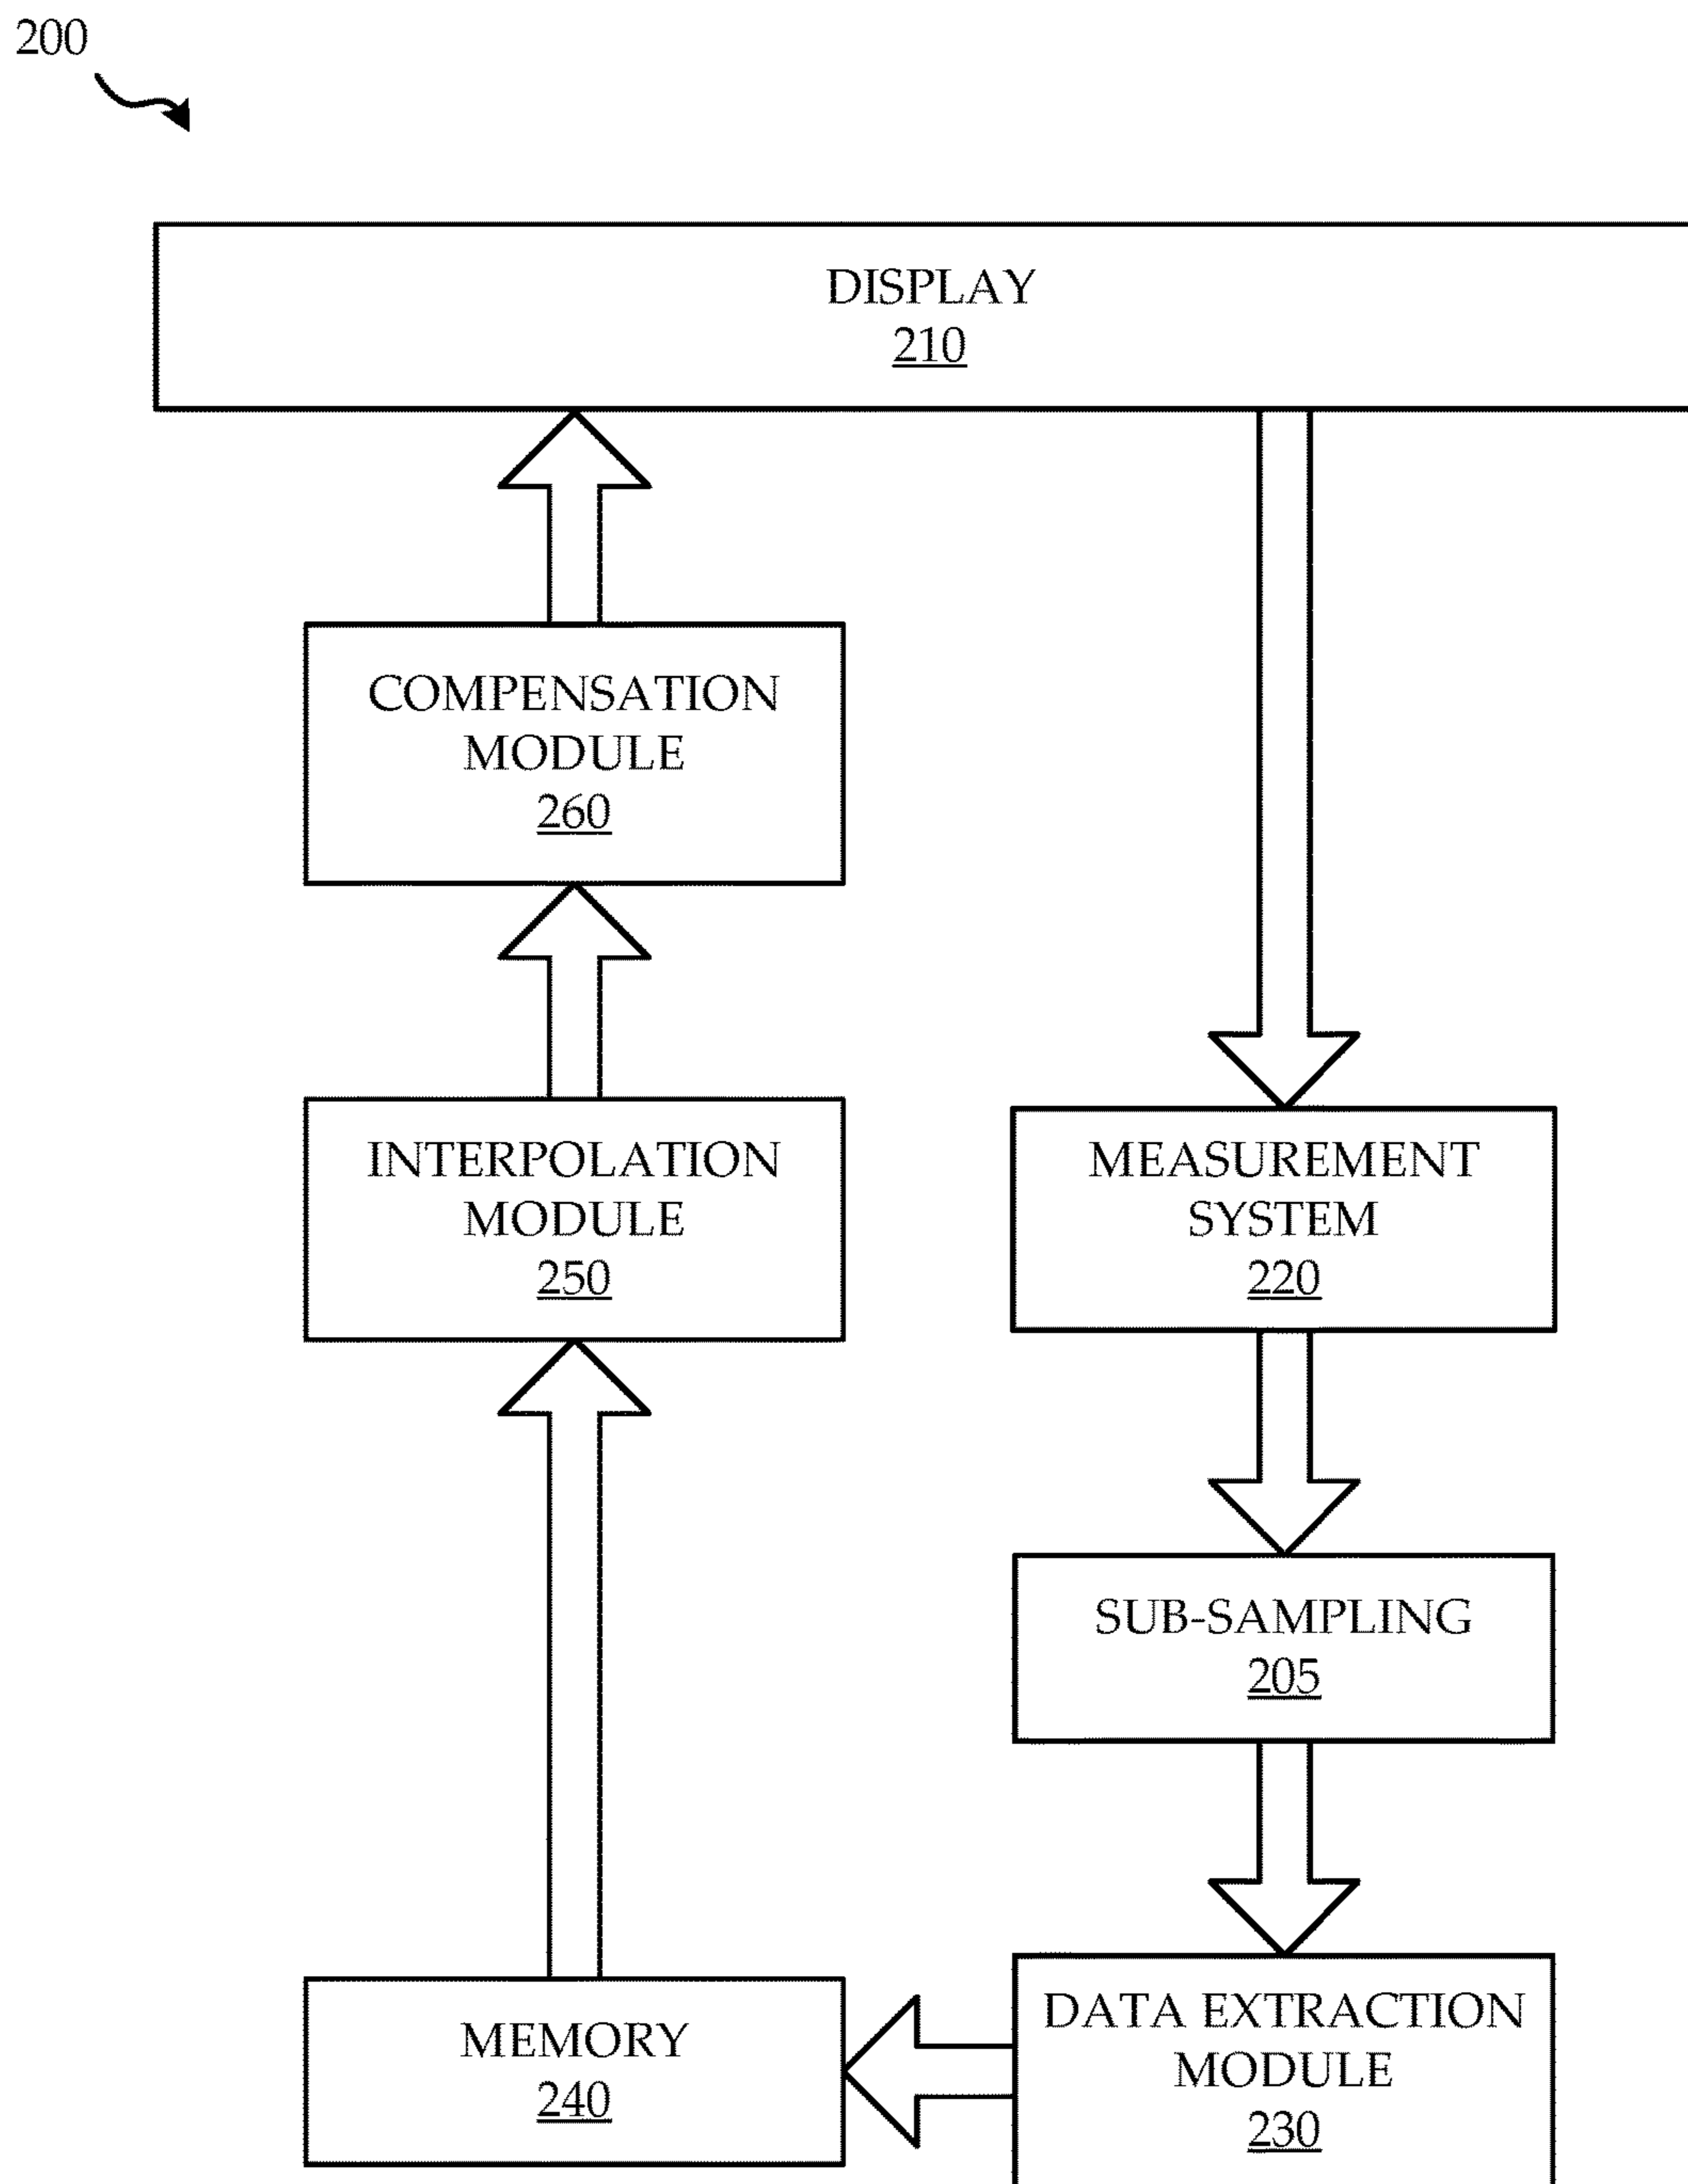 200
DISPLAY
210
COMPENSATION
MODULE
260
INTERPOLATION
MODULE
250
MEASUREMENT
SYSTEM
220
SUB-SAMPLING
205
MEMORY
240
DATA EXTRACTION
MODULE
230